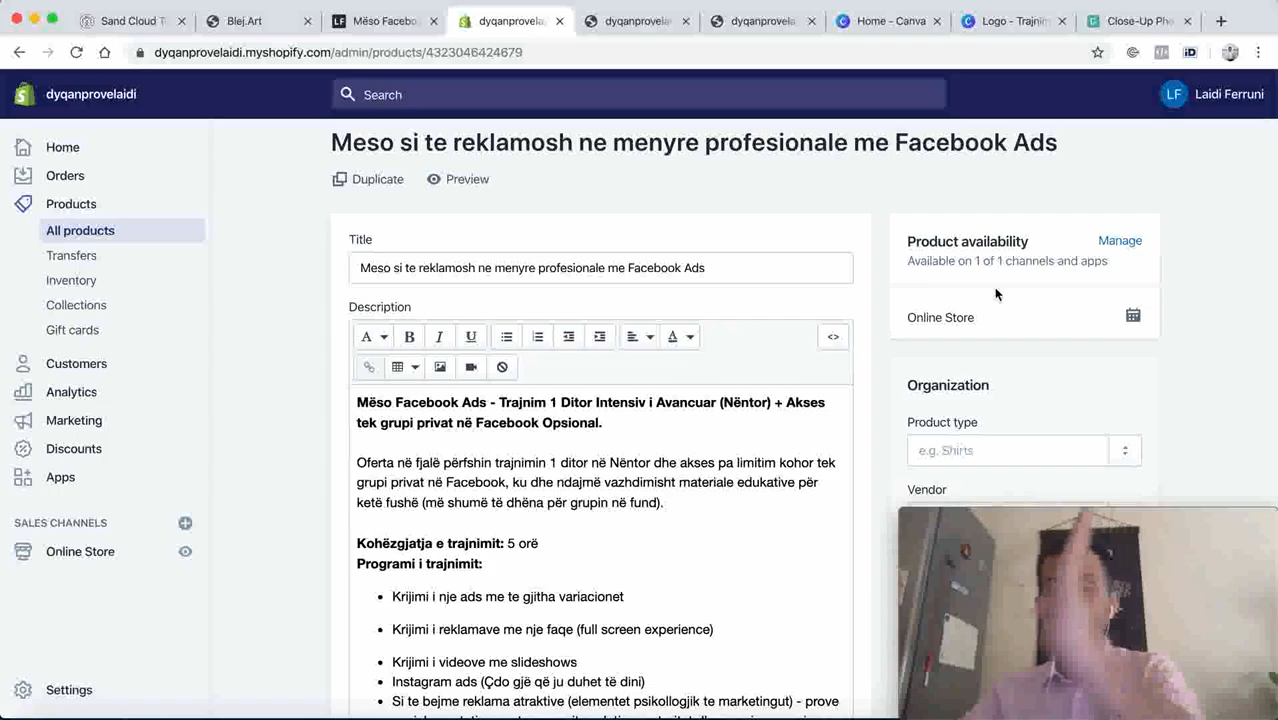 Sand Cloud T
Blej.Art
Mëso Facebo
dyqanprovela
dyqanprovela
dyqanprovela
Home - Canva
Logo - Trajnim
Close-Up Pho
dyqanprovelaidi.myshopify.com/admin/products/4323046424679
dyqanprovelaidi
Search
LF
Laidi Ferruni
Home
Orders
Products
All products
Transfers
Inventory
Collections
Gift cards
Customers
Analytics
Marketing
Discounts
Apps
SALES CHANNELS
Online Store
Settings
Meso si te reklamosh ne menyre profesionale me Facebook Ads
Duplicate
Preview
Title
Meso si te reklamosh ne menyre profesionale me Facebook Ads
Description
A B I U A <>
Mëso Facebook Ads - Trajnim 1 Ditor Intensiv i Avancuar (Nëntor) + Akses
tek grupi privat në Facebook Opsional.
Oferta në fjalë përfshin trajnimin 1 ditor në Nëntor dhe akses pa limitim kohor tek
grupi privat në Facebook, ku dhe ndajmë vazhdimisht materiale edukative për
ketë fushë (më shumë të dhëna për grupin në fund).
Kohëzgjatja e trajnimit: 5 orë
Programi i trajnimit:
Krijimi i nje ads me te gjitha variacionet
Krijimi i reklamave me nje faqe (full screen experience)
Krijimi i videove me slideshows
Instagram ads (Çdo gjë që ju duhet të dini)
Si te bejme reklama atraktive (elementet psikollogjik te marketingut) - prove
Product availability
Manage
Available on 1 of 1 channels and apps
Online Store
Organization
Product type
e.g. Shirts
Vendor